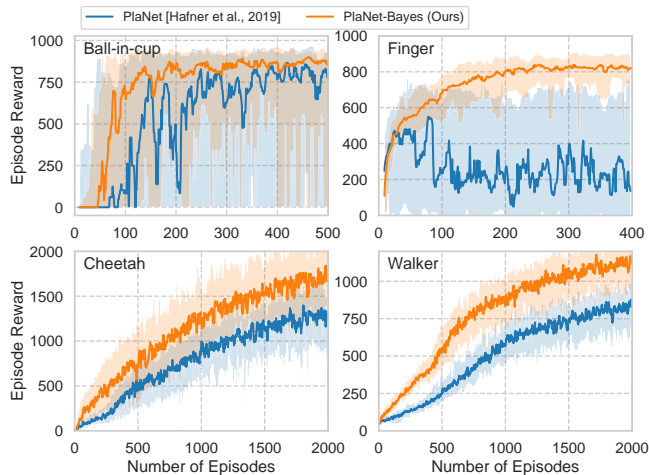 PlaNet [Hafner et al., 2019] PlaNet-Bayes (Ours)
Ball-in-cup
Finger
Episode Reward
1000
750
500
250
0
0 100 200 300 400 500
1000
800
600
400
200
0
0 100 200 300 400
Cheetah
Walker
Episode Reward
2000
1500
1000
500
0
0 500 1000 1500 2000
1000
750
500
250
0
0 500 1000 1500 2000
Number of Episodes
Number of Episodes